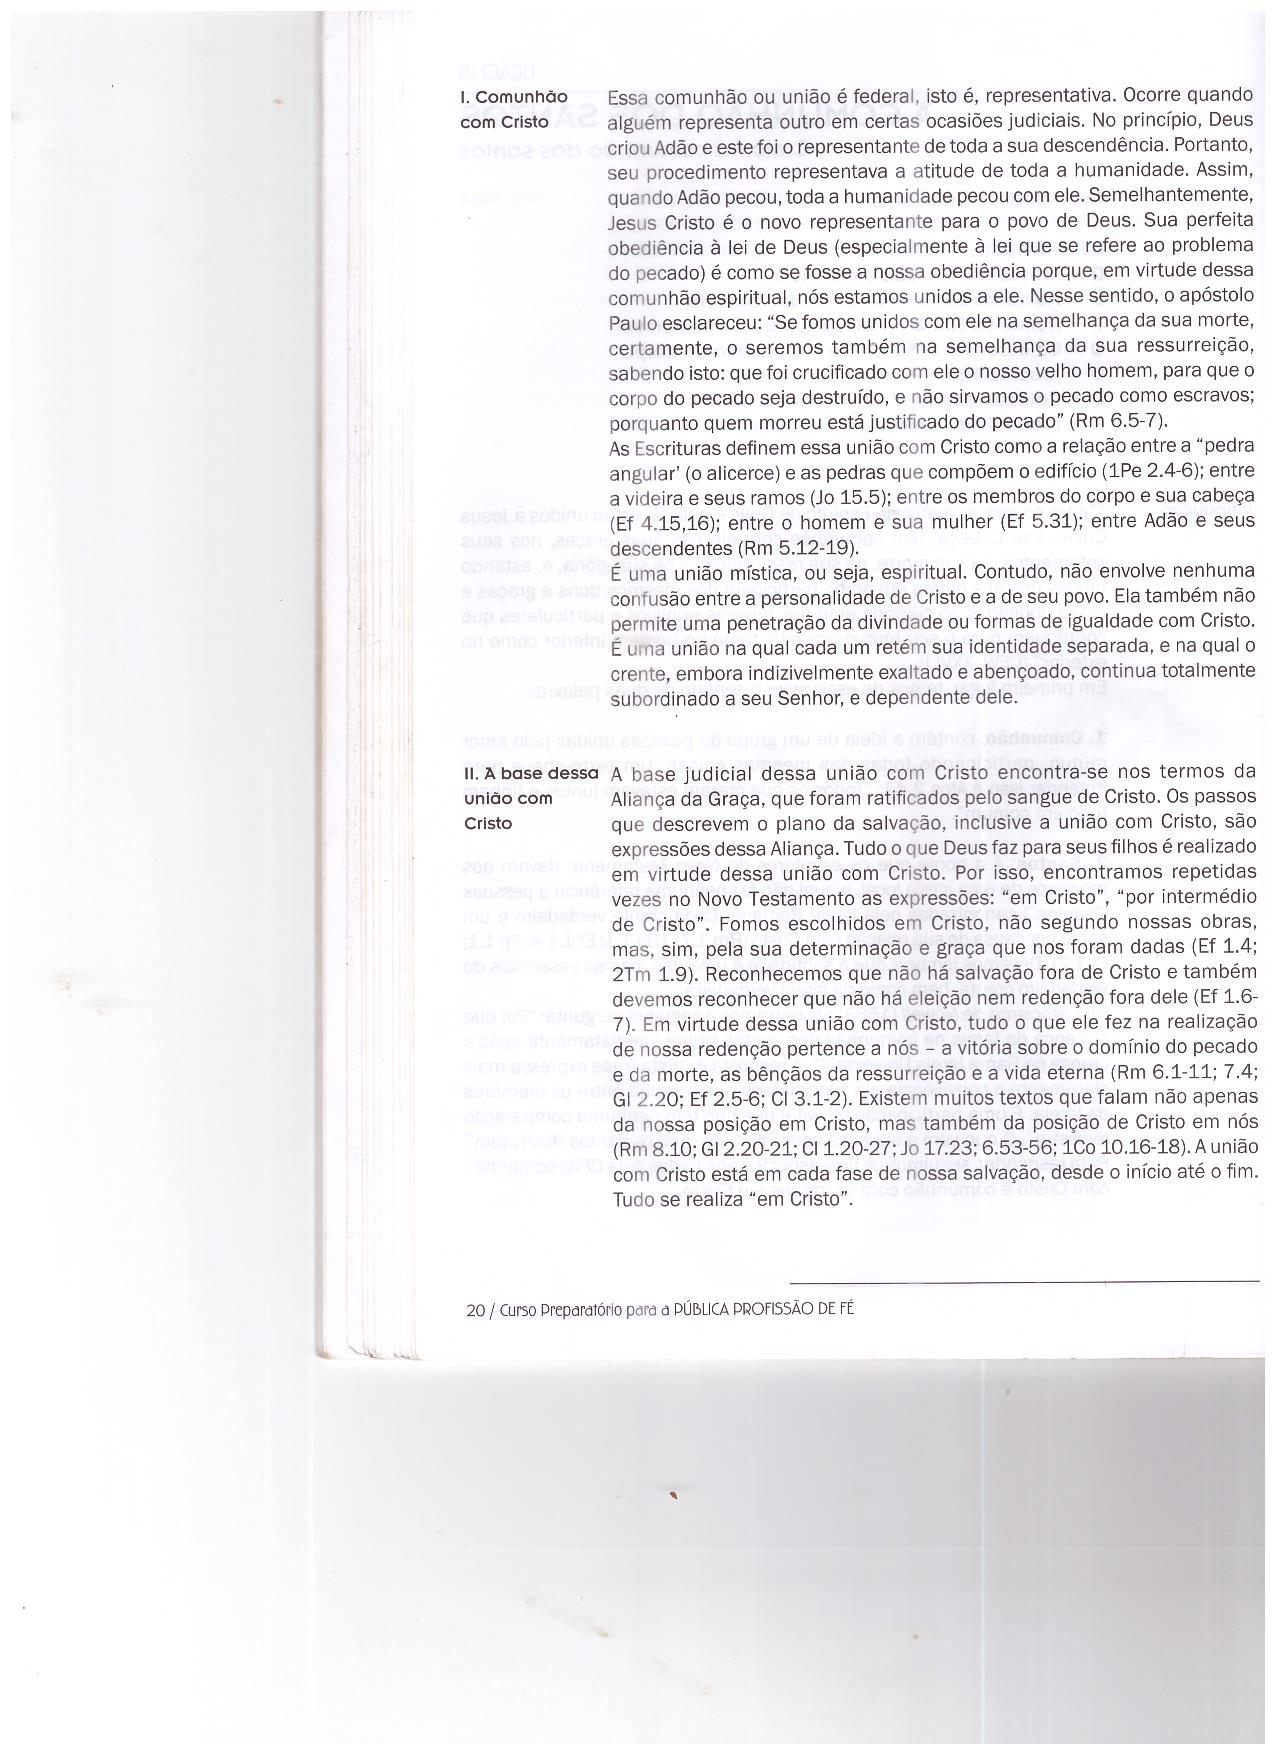 I. Comunhão
com Cristo
Essa comunhão ou união é federal, isto é, representativa. Ocorre quando
alguém representa outro em certas ocasiões judiciais. No princípio, Deus
criou Adão e este foi o representante de toda a sua descendência. Portanto,
seu procedimento representava a atitude de toda a humanidade. Assim,
quando Adão pecou, toda a humanidade pecou com ele. Semelhantemente,
Jesus Cristo é o novo representante para o povo de Deus. Sua perfeita
obediência à lei de Deus (especialmente à lei que se refere ao problema
do pecado) é como se fosse a nossa obediência porque, em virtude dessa
comunhão espiritual, nós estamos unidos a ele. Nesse sentido, o apóstolo
Paulo esclareceu: “Se fomos unidos com ele na semelhança da sua morte,
certamente, o seremos também na semelhança da sua ressurreição,
sabendo isto: que foi crucificado com ele o nosso velho homem, para que o
corpo do pecado seja destruído, e não sirvamos o pecado como escravos;
porquanto quem morreu está justificado do pecado” (Rm 6.5-7).
As Escrituras definem essa união com Cristo como a relação entre a “pedra
angular’ (o alicerce) e as pedras que compõem o edifício (1Pe 2.4-6); entre
a videira e seus ramos (Jo 15.5); entre os membros do corpo e sua cabeça
(Ef 4.15,16); entre o homem e sua mulher (Ef 5.31); entre Adão e seus
descendentes (Rm 5.12-19).
É uma união mística, ou seja, espiritual. Contudo, não envolve nenhuma
confusão entre a personalidade de Cristo e a de seu povo. Ela também não
permite uma penetração da divindade ou formas de igualdade com Cristo.
É uma união na qual cada um retém sua identidade separada, e na qual o
crente, embora indizivelmente exaltado e abençoado, continua totalmente
subordinado a seu Senhor, e dependente dele.
II. A base dessa
união com
Cristo
A base judicial dessa união com Cristo encontra-se nos termos da
Aliança da Graça, que foram ratificados pelo sangue de Cristo. Os passos
que descrevem o plano da salvação, inclusive a união com Cristo, são
expressões dessa Aliança. Tudo o que Deus faz para seus filhos é realizado
em virtude dessa união com Cristo. Por isso, encontramos repetidas
vezes no Novo Testamento as expressões: “em Cristo”, “por intermédio
de Cristo”. Fomos escolhidos em Cristo, não segundo nossas obras,
mas, sim, pela sua determinação e graça que nos foram dadas (Ef 1.4;
2Tm 1.9). Reconhecemos que não há salvação fora de Cristo e também
devemos reconhecer que não há eleição nem redenção fora dele (Ef 1.6-
7). Em virtude dessa união com Cristo, tudo o que ele fez na realização
de nossa redenção pertence a nós – a vitória sobre o domínio do pecado
e da morte, as bênçãos da ressurreição e a vida eterna (Rm 6.1-11; 7.4;
Gl 2.20; Ef 2.5-6; Cl 3.1-2). Existem muitos textos que falam não apenas
da nossa posição em Cristo, mas também da posição de Cristo em nós
(Rm 8.10; Gl 2.20-21; Cl 1.20-27; Jo 17.23; 6.53-56; 1Co 10.16-18). A união
com Cristo está em cada fase de nossa salvação, desde o início até o fim.
Tudo se realiza “em Cristo”.
20 / Curso Preparatório para a PÚBLICA PROFISSÃO DE FÉ